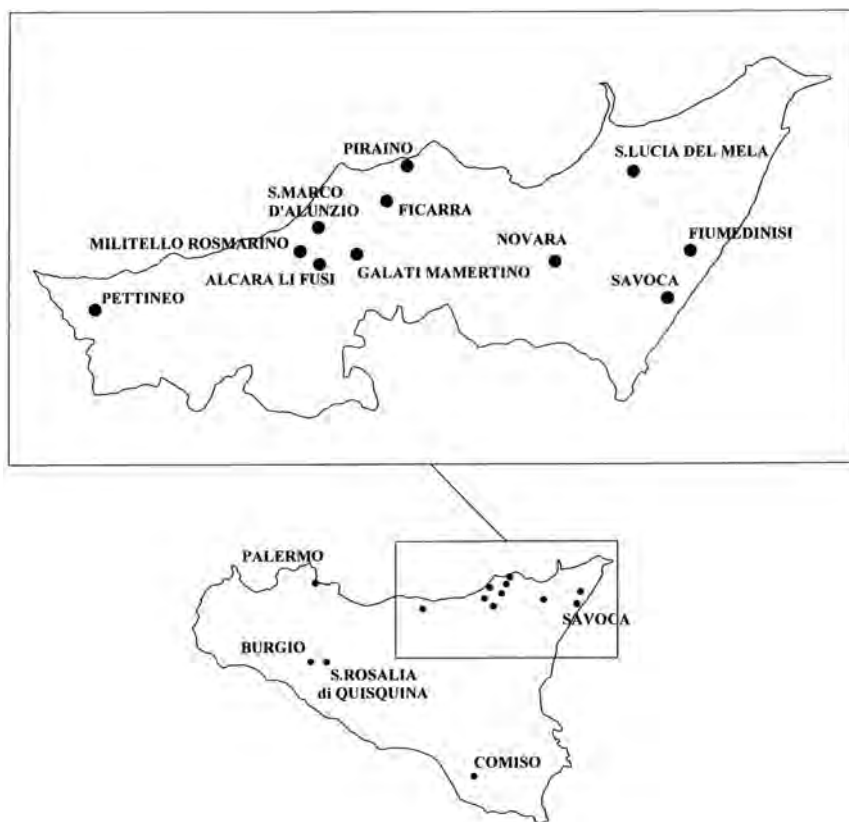 PIRAINO
S.LUCIA DEL MELA
S.MARCO
D'ALUNZIO
FICARRA
MILITELLO ROSMARINO
NOVARA
FIUMEDINISI
ALCARA LI FUSI
GALATI MAMERTINO
SAVOCA
PETTINEO
PALERMO
SAVOCA
BURGIO
S.ROSALIA
di QUISQUINA
COMISO